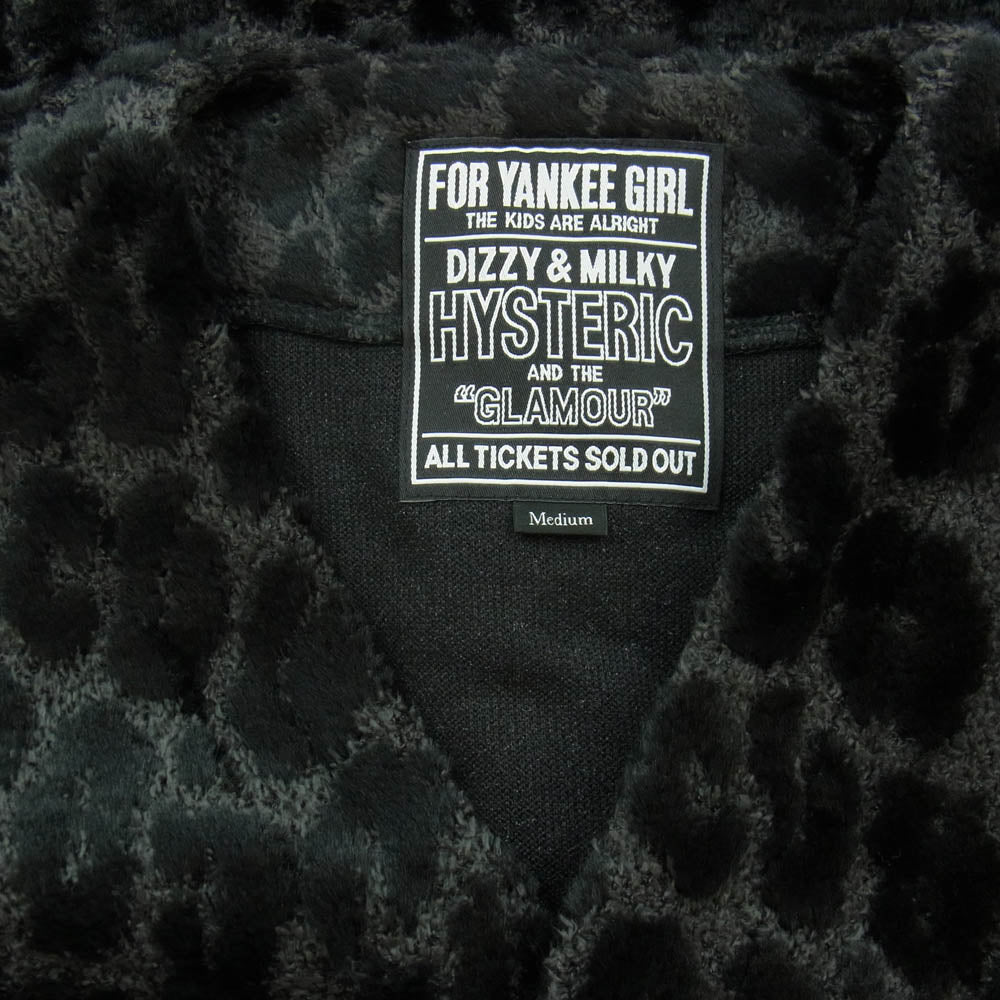 FOR YANKEE GIRL
THE KIDS ARE ALRIGHT
DIZZY & MILKY
HYSTERIC
AND THE
“GLAMOUR”
ALL TICKETS SOLD OUT
Medium